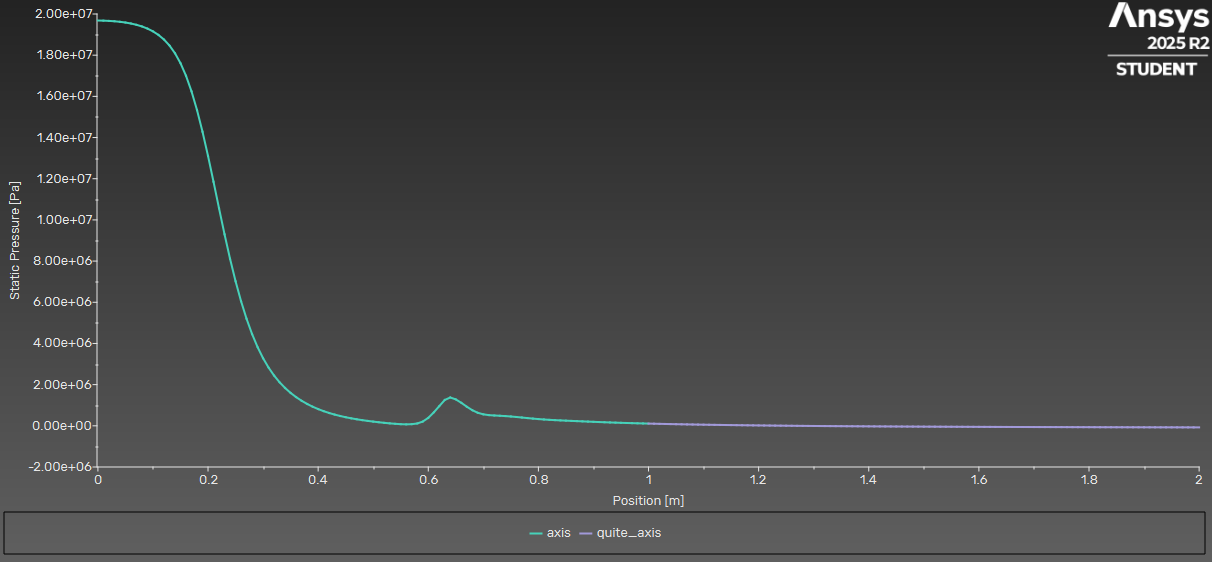 Ansys
2025 R2
STUDENT
2.00e+07
1.80e+07
1.60e+07
1.40e+07
1.20e+07
1.00e+07
8.00e+06
6.00e+06
4.00e+06
2.00e+06
0.00e+00
-2.00e+06
Static Pressure [Pa]
0 0.2 0.4 0.6 0.8 1 1.2 1.4 1.6 1.8 2
Position [m]
axis quite_axis